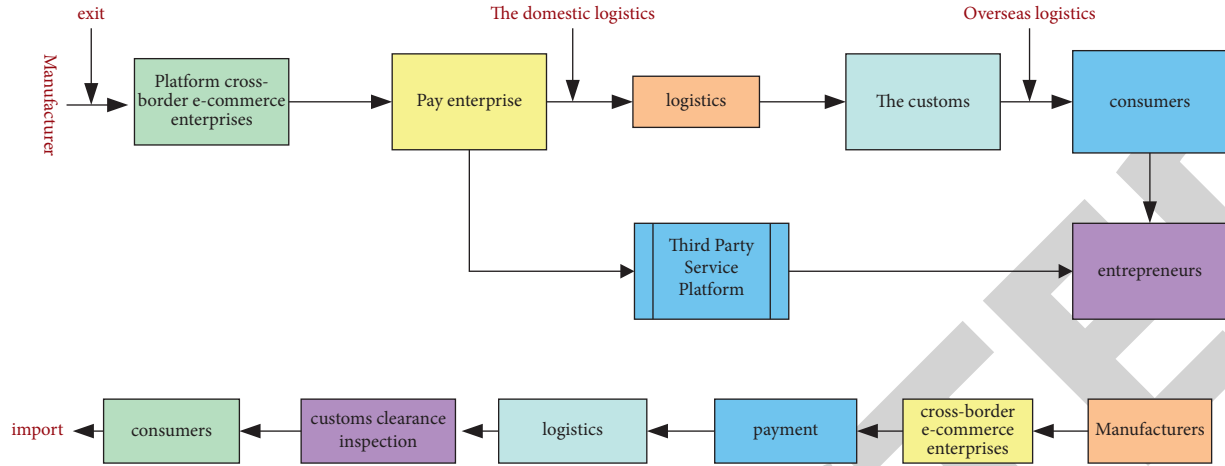 exit
The domestic logistics
Overseas logistics
Manufacturer
Platform cross-
border e-commerce
enterprises
Pay enterprise
logistics
The customs
consumers
Third Party
Service
Platform
entrepreneurs
import
consumers
customs clearance
inspection
logistics
payment
cross-border
e-commerce
enterprises
Manufacturers